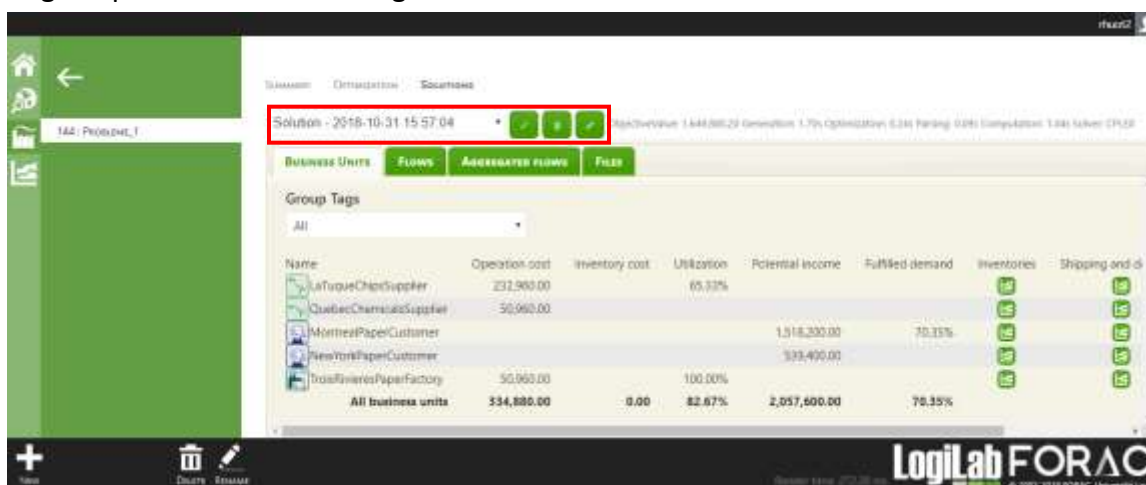 rhuot2
Summary Optimization Solutions
144: Probleme_1
Solution - 2018-10-31 15:57:04
Business Units Flows Aggregated flows Files
Group Tags
All
Name Operation cost Inventory cost Utilization Potential income Fulfilled demand Inventories Shipping and d
LaTuqueChipsSupplier 232,960.00 65.33%
QuebecChemicalsSupplier 50,960.00
MontrealPaperCustomer 1,518,200.00 70.35%
NewYorkPaperCustomer 539,400.00
TroisRivieresPaperFactory 50,960.00 100.00%
All business units 334,880.00 0.00 82.67% 2,057,600.00 70.35%
New Delete Rename
LogiLab FORAC